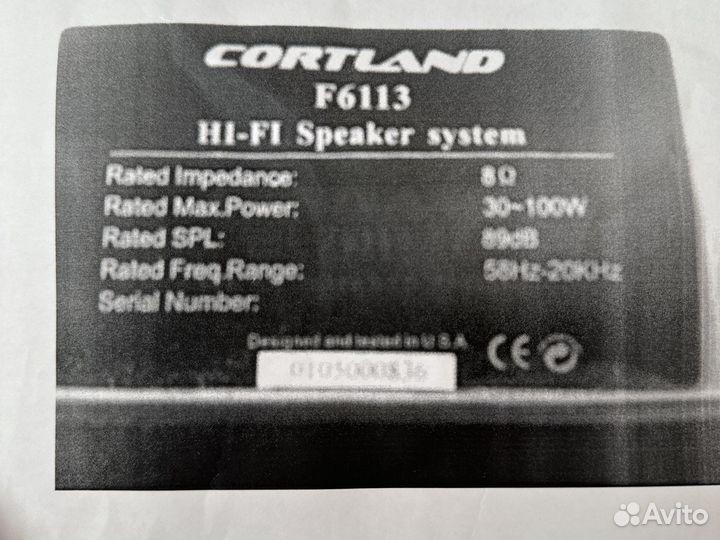 CORTLAND
F6113
HI-FI Speaker system
Rated Impedance: 8Ω
Rated Max.Power: 30~100W
Rated SPL: 89dB
Rated Freq.Range: 58Hz-20KHz
Serial Number:
Designed and tested in U.S.A.
CE
Avito